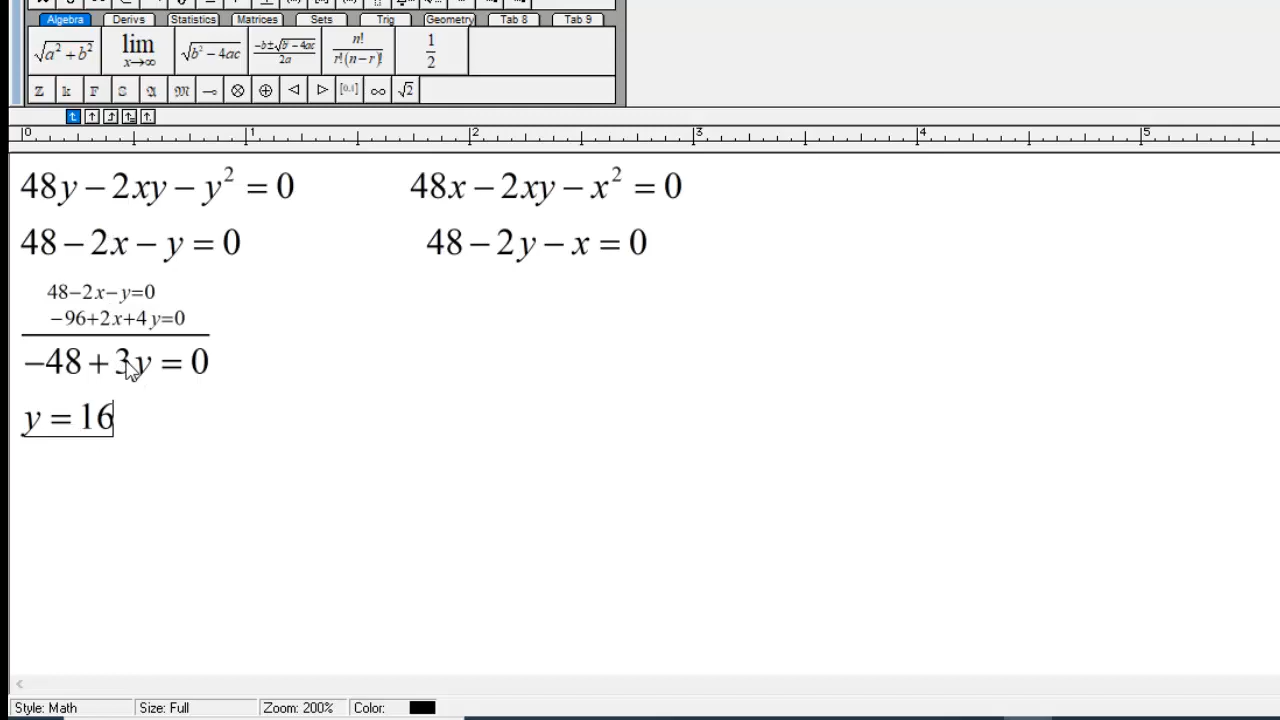 Algebra Derivs Statistics Matrices Sets Trig Geometry Tab 8 Tab 9
√a² + b² lim x→∞ √b² − 4ac −b±√b² − 4ac / 2a n! / r!(n − r)! 1/2
Z k F ⊸ ⊗ ⊕ ◁ ▷ [0,1] ∞ √2
0 1 2 3 4 5
48y − 2xy − y² = 0 48x − 2xy − x² = 0
48 − 2x − y = 0 48 − 2y − x = 0
48−2x−y=0
−96+2x+4y=0
−48 + 3y = 0
y = 16
Style: Math Size: Full Zoom: 200% Color: